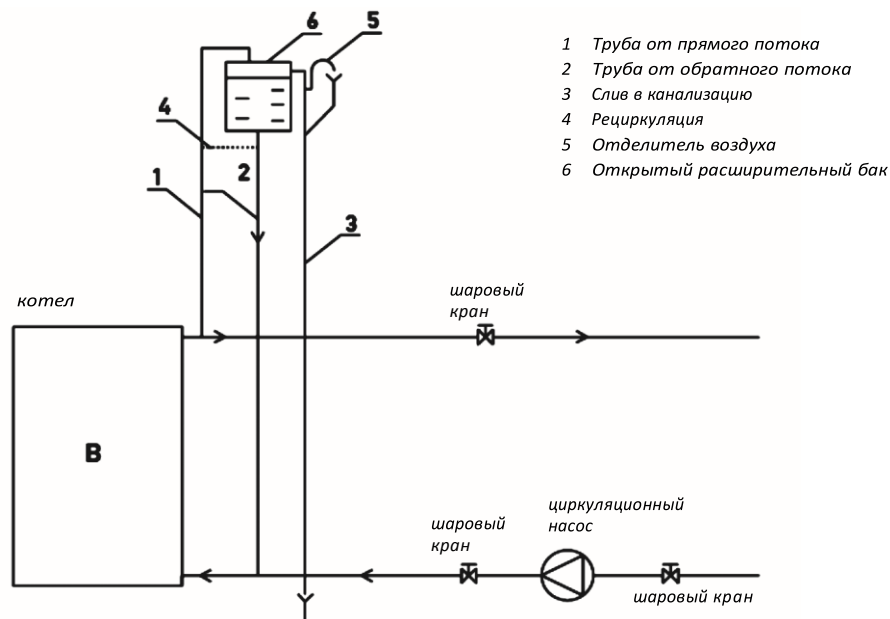 6
5
1 Труба от прямого потока
2 Труба от обратного потока
3 Слив в канализацию
4 Рециркуляция
5 Отделитель воздуха
6 Открытый расширительный бак
4
1
2
3
котел
шаровый
кран
B
циркуляционный
насос
шаровый
кран
шаровый кран